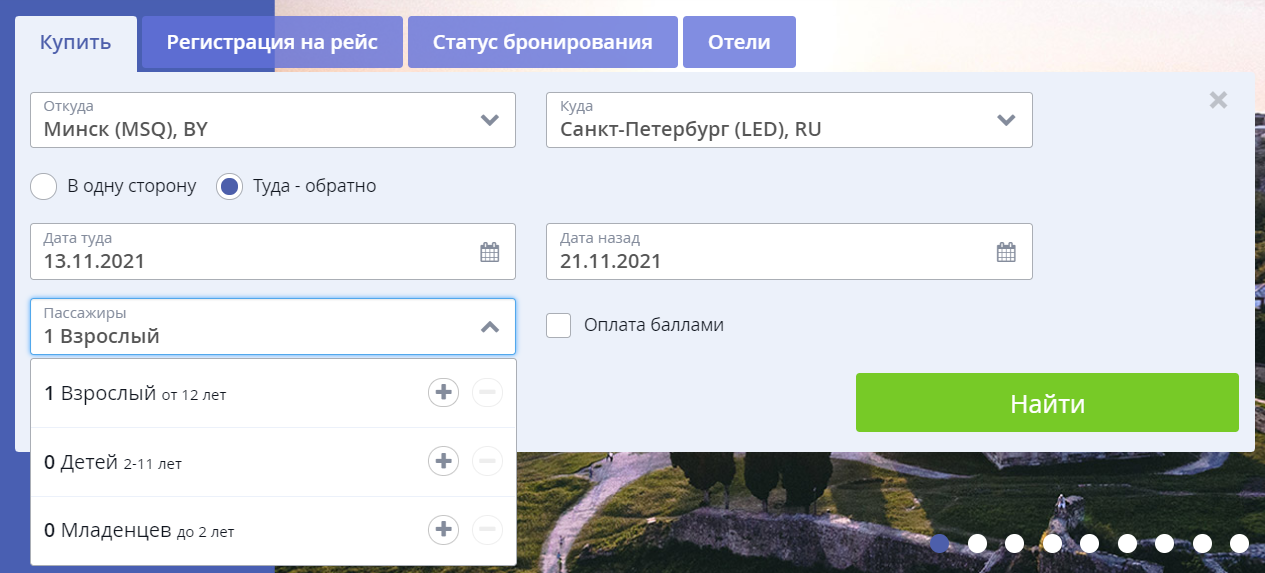 Купить Регистрация на рейс Статус бронирования Отели
Откуда Куда
Минск (MSQ), BY Санкт-Петербург (LED), RU
В одну сторону Туда - обратно
Дата туда Дата назад
13.11.2021 21.11.2021
Пассажиры
1 Взрослый
Оплата баллами
1 Взрослый от 12 лет
Найти
0 Детей 2-11 лет
0 Младенцев до 2 лет